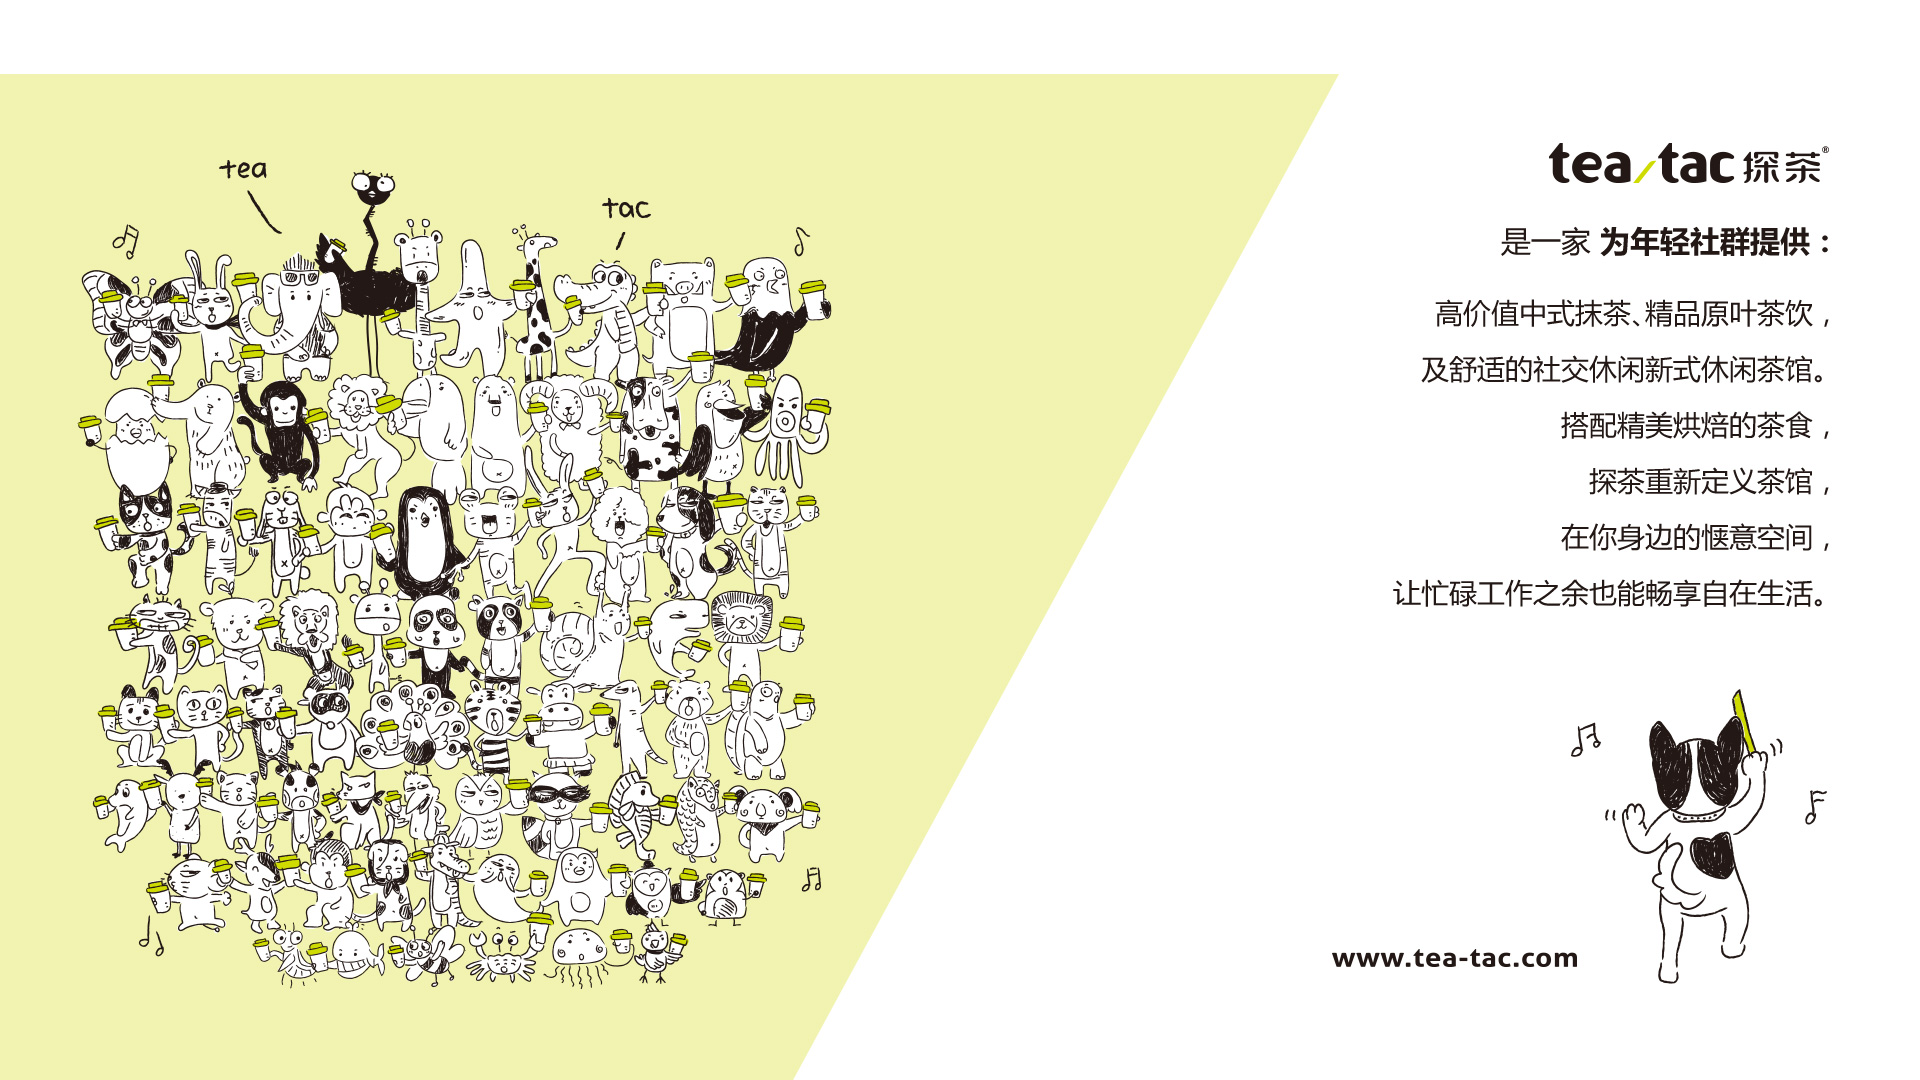 tea
tac
tea/tac 探茶®
是一家 为年轻社群提供：
高价值中式抹茶、精品原叶茶饮，
及舒适的社交休闲新式休闲茶馆。
搭配精美烘焙的茶食，
探茶重新定义茶馆，
在你身边的惬意空间，
让忙碌工作之余也能畅享自在生活。
www.tea-tac.com